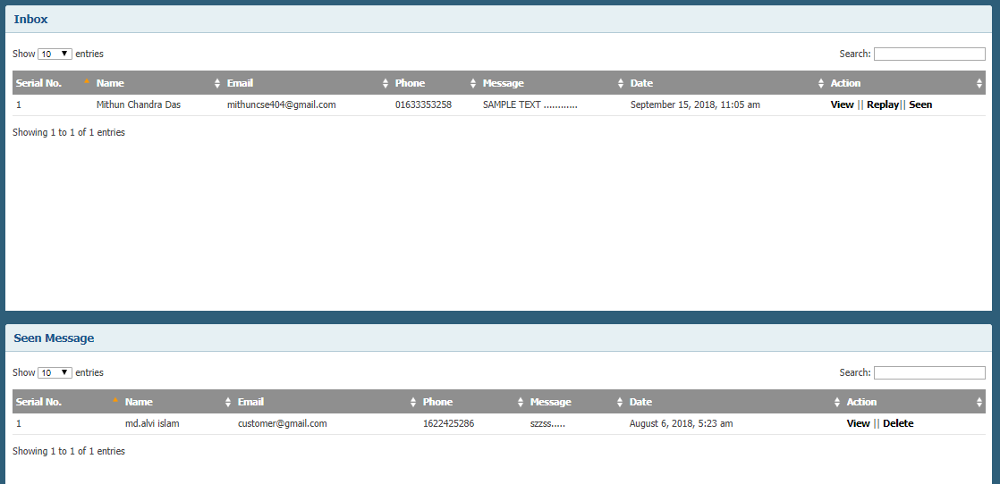 Inbox
Show 10 entries Search:
Serial No. Name Email Phone Message Date Action
1 Mithun Chandra Das mithuncse404@gmail.com 01633353258 SAMPLE TEXT ............ September 15, 2018, 11:05 am View || Replay|| Seen
Showing 1 to 1 of 1 entries
Seen Message
Show 10 entries Search:
Serial No. Name Email Phone Message Date Action
1 md.alvi islam customer@gmail.com 1622425286 szzss..... August 6, 2018, 5:23 am View || Delete
Showing 1 to 1 of 1 entries